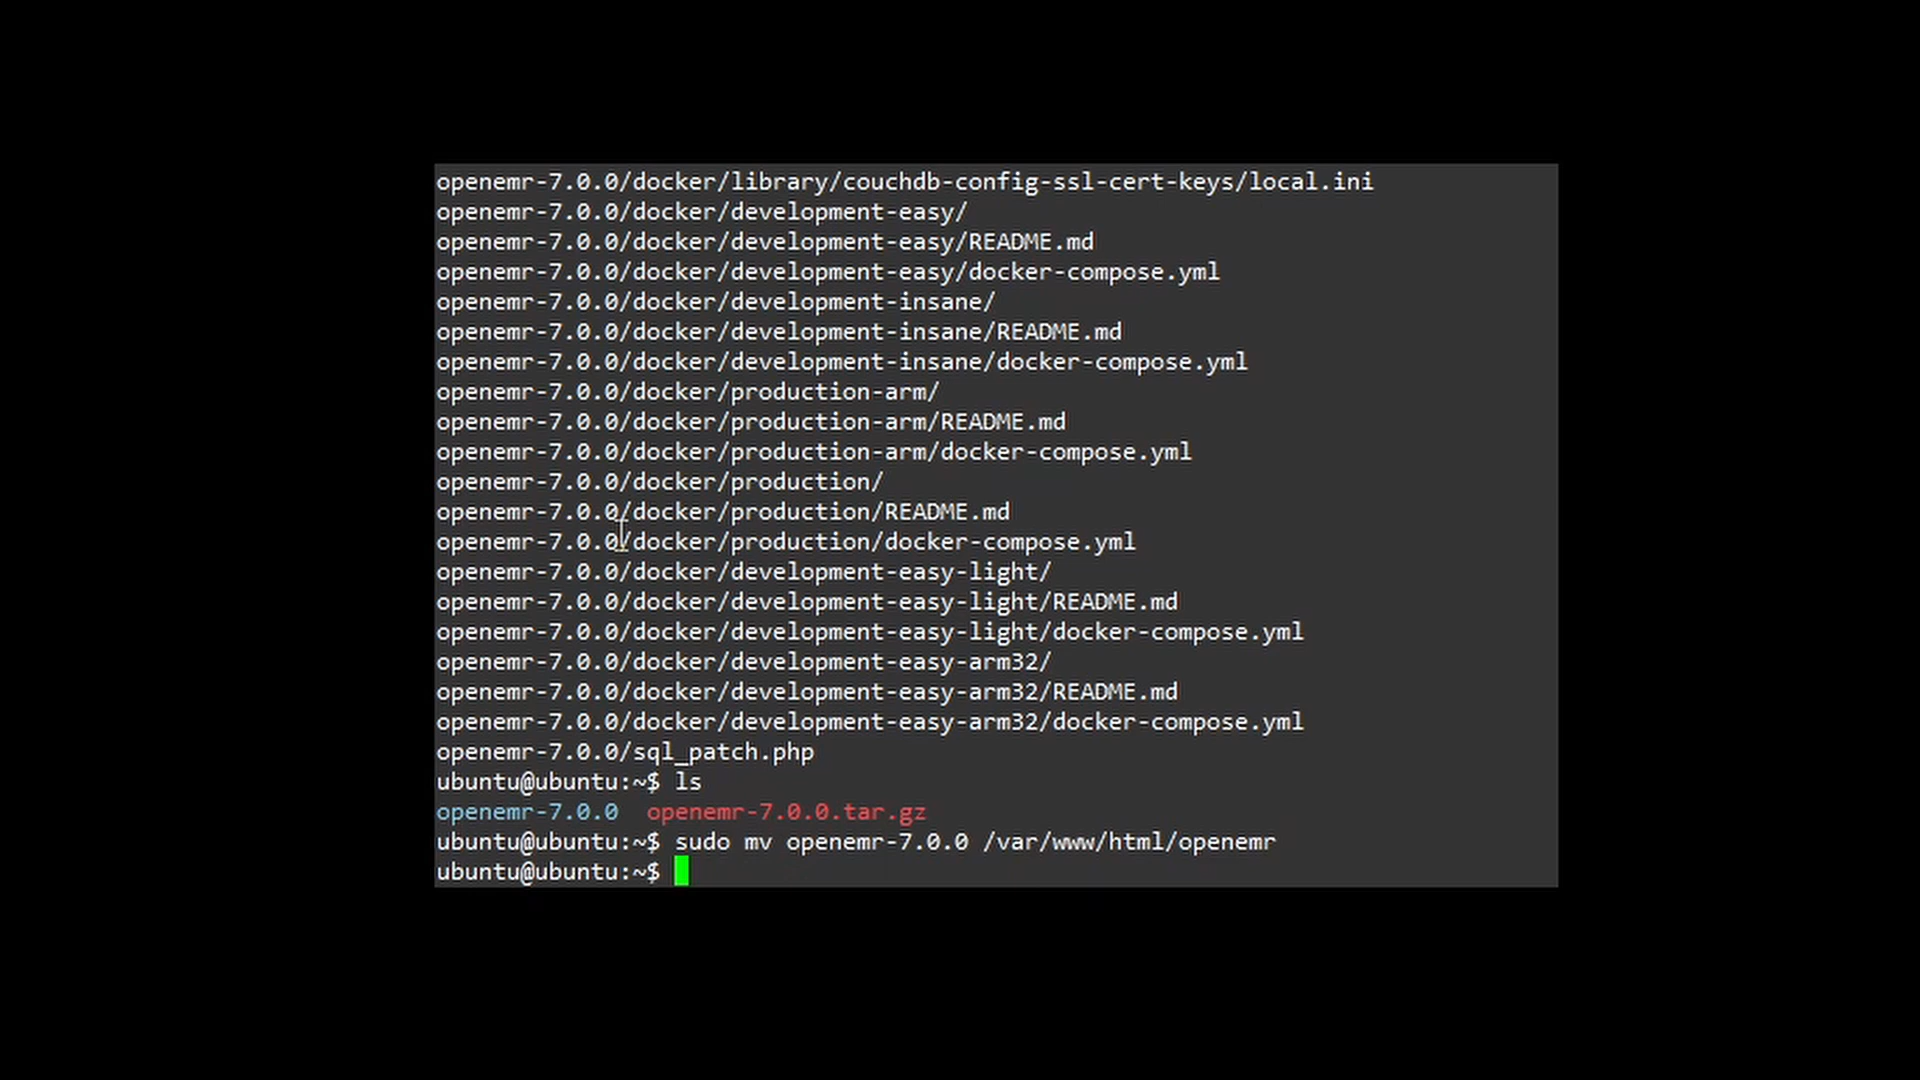 openemr-7.0.0/docker/library/couchdb-config-ssl-cert-keys/local.ini
openemr-7.0.0/docker/development-easy/
openemr-7.0.0/docker/development-easy/README.md
openemr-7.0.0/docker/development-easy/docker-compose.yml
openemr-7.0.0/docker/development-insane/
openemr-7.0.0/docker/development-insane/README.md
openemr-7.0.0/docker/development-insane/docker-compose.yml
openemr-7.0.0/docker/production-arm/
openemr-7.0.0/docker/production-arm/README.md
openemr-7.0.0/docker/production-arm/docker-compose.yml
openemr-7.0.0/docker/production/
openemr-7.0.0/docker/production/README.md
openemr-7.0.0/docker/production/docker-compose.yml
openemr-7.0.0/docker/development-easy-light/
openemr-7.0.0/docker/development-easy-light/README.md
openemr-7.0.0/docker/development-easy-light/docker-compose.yml
openemr-7.0.0/docker/development-easy-arm32/
openemr-7.0.0/docker/development-easy-arm32/README.md
openemr-7.0.0/docker/development-easy-arm32/docker-compose.yml
openemr-7.0.0/sql_patch.php
ubuntu@ubuntu:~$ ls
openemr-7.0.0  openemr-7.0.0.tar.gz
ubuntu@ubuntu:~$ sudo mv openemr-7.0.0 /var/www/html/openemr
ubuntu@ubuntu:~$